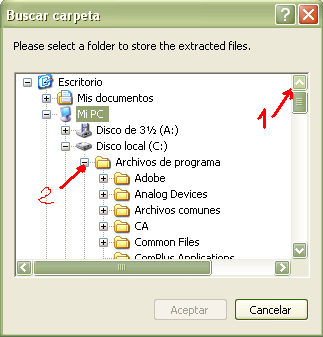 Buscar carpeta
Please select a folder to store the extracted files.
Escritorio
Mis documentos
Mi PC
1
Disco de 3½ (A:)
Disco local (C:)
Archivos de programa
2
Adobe
Analog Devices
Archivos comunes
CA
Common Files
ComPlus Applications
Aceptar
Cancelar